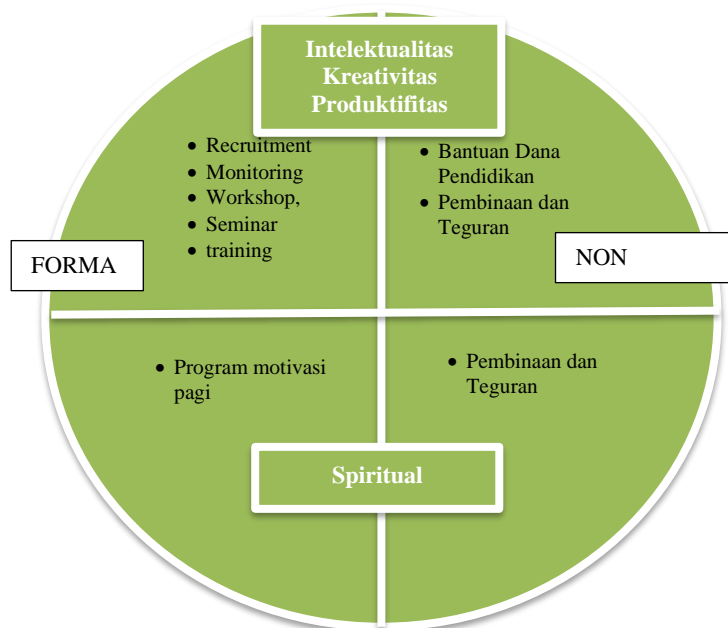 Intelektualitas
Kreativitas
Produktifitas
• Recruitment
• Monitoring
• Workshop,
• Seminar
• training
• Bantuan Dana
Pendidikan
• Pembinaan dan
Teguran
FORMA
NON
• Program motivasi
pagi
• Pembinaan dan
Teguran
Spiritual